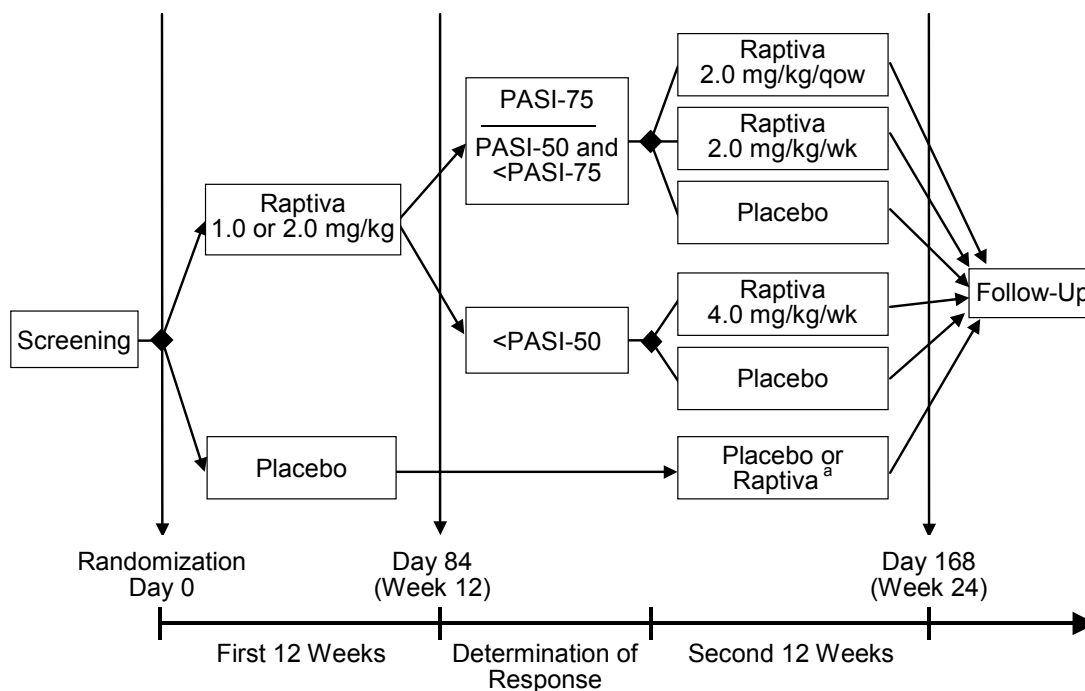 Screening
Raptiva
1.0 or 2.0 mg/kg
Placebo
PASI-75
PASI-50 and
<PASI-75
<PASI-50
Raptiva
2.0 mg/kg/qow
Raptiva
2.0 mg/kg/wk
Placebo
Raptiva
4.0 mg/kg/wk
Placebo
Placebo or
Raptiva a
Follow-Up
Randomization
Day 0
Day 84
(Week 12)
Day 168
(Week 24)
First 12 Weeks
Determination of
Response
Second 12 Weeks